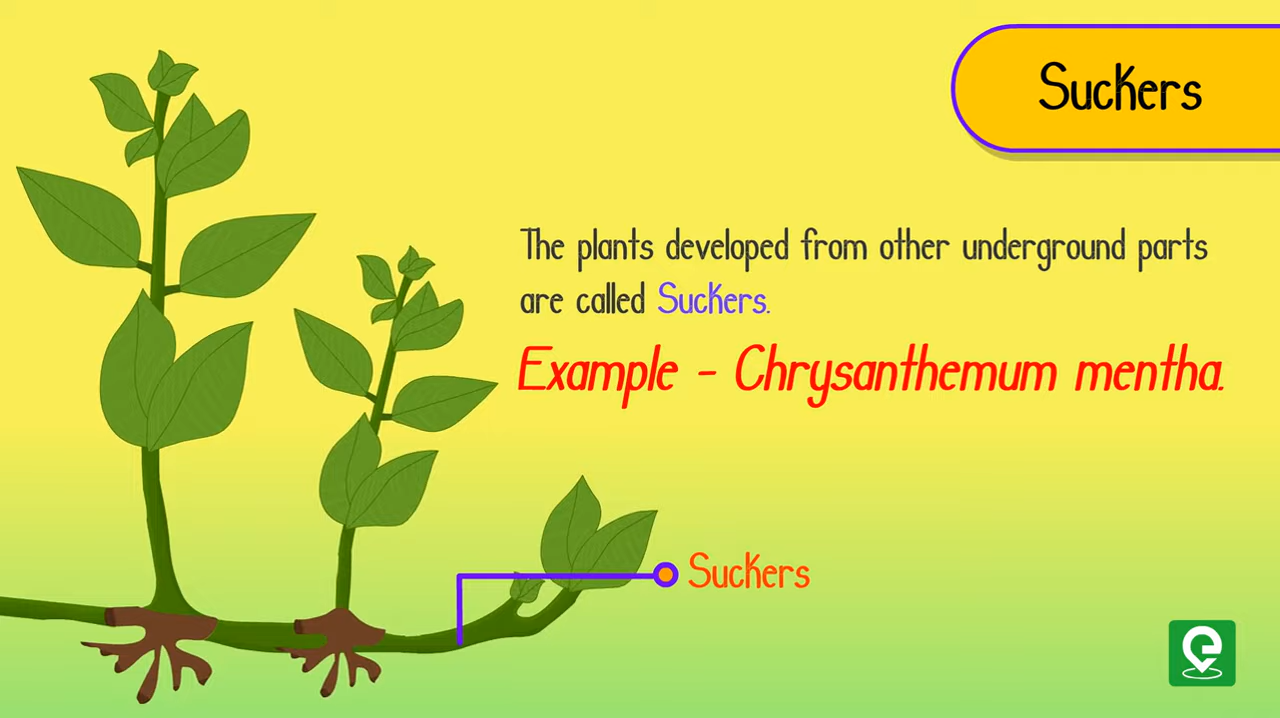 Suckers
The plants developed from other underground parts
are called Suckers.
Example - Chrysanthemum mentha.
Suckers